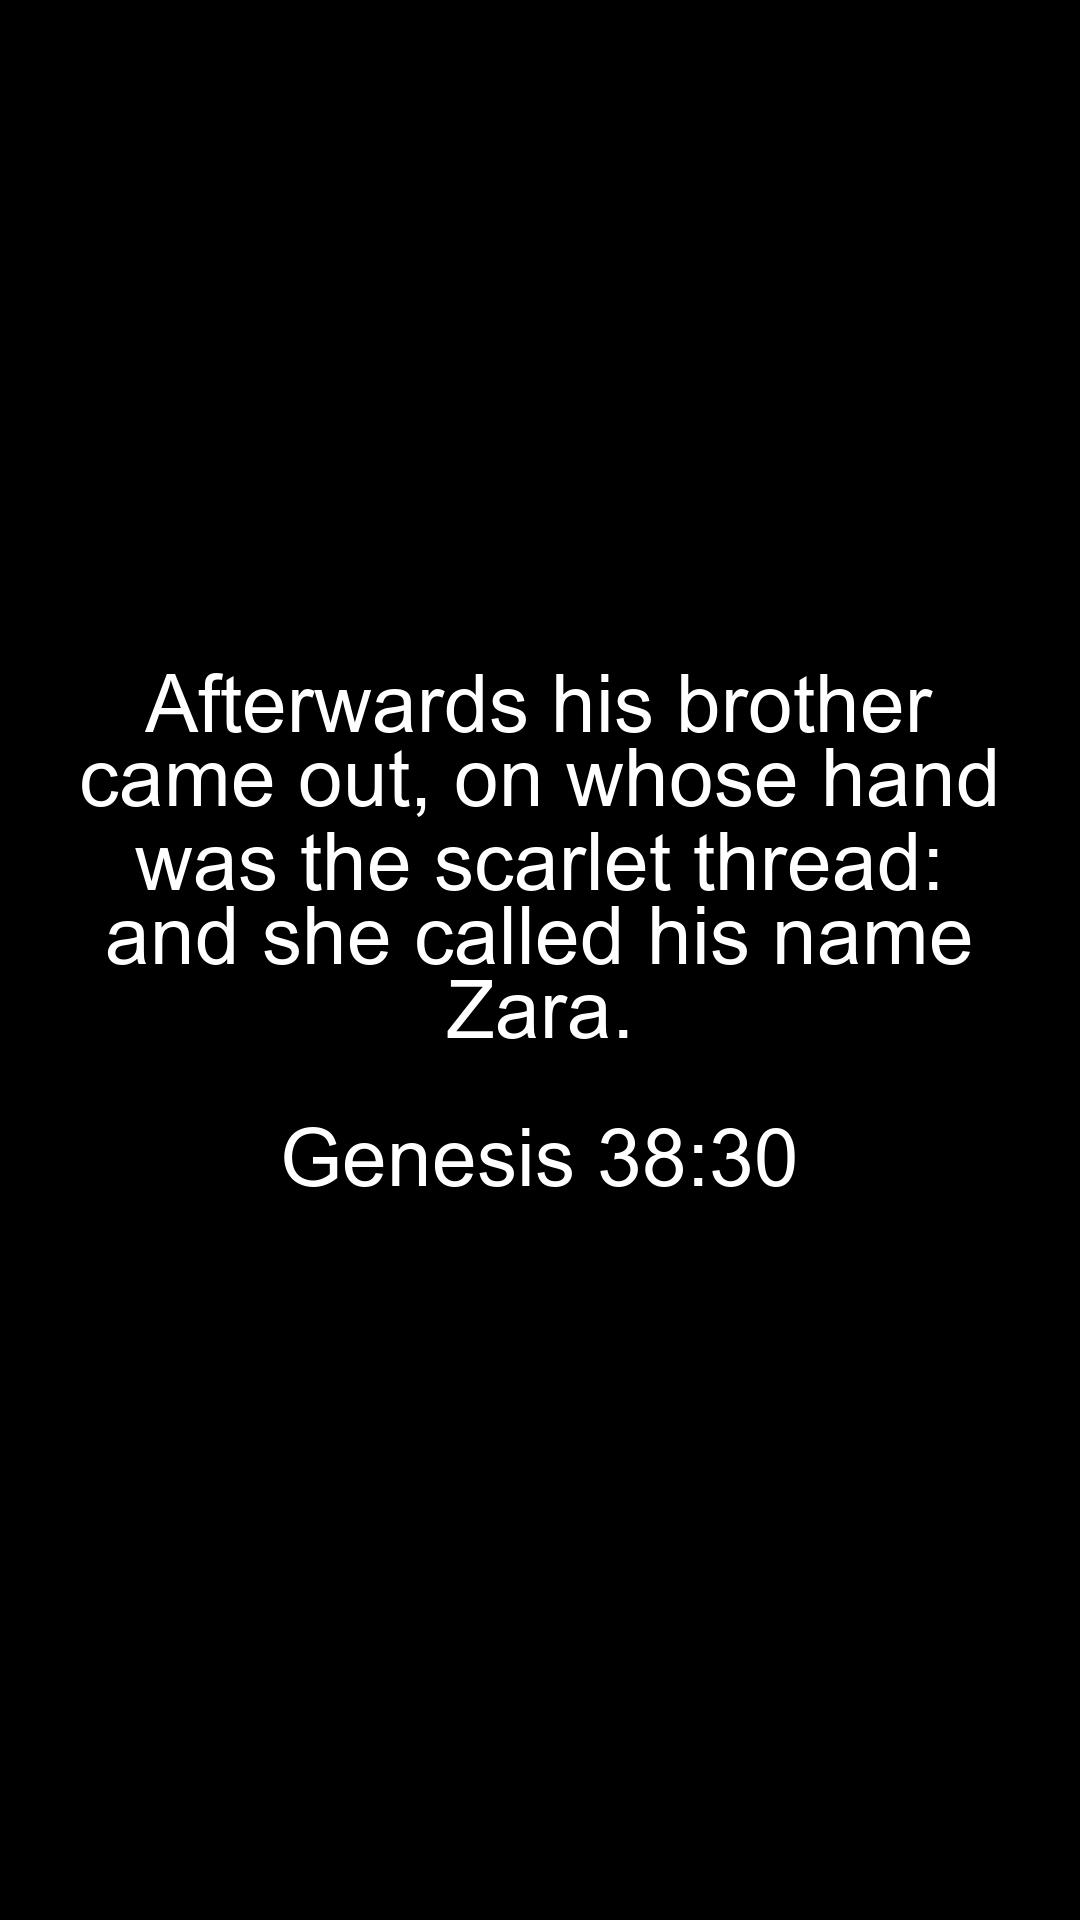 Afterwards his brother
came out, on whose hand
was the scarlet thread:
and she called his name
Zara.
Genesis 38:30